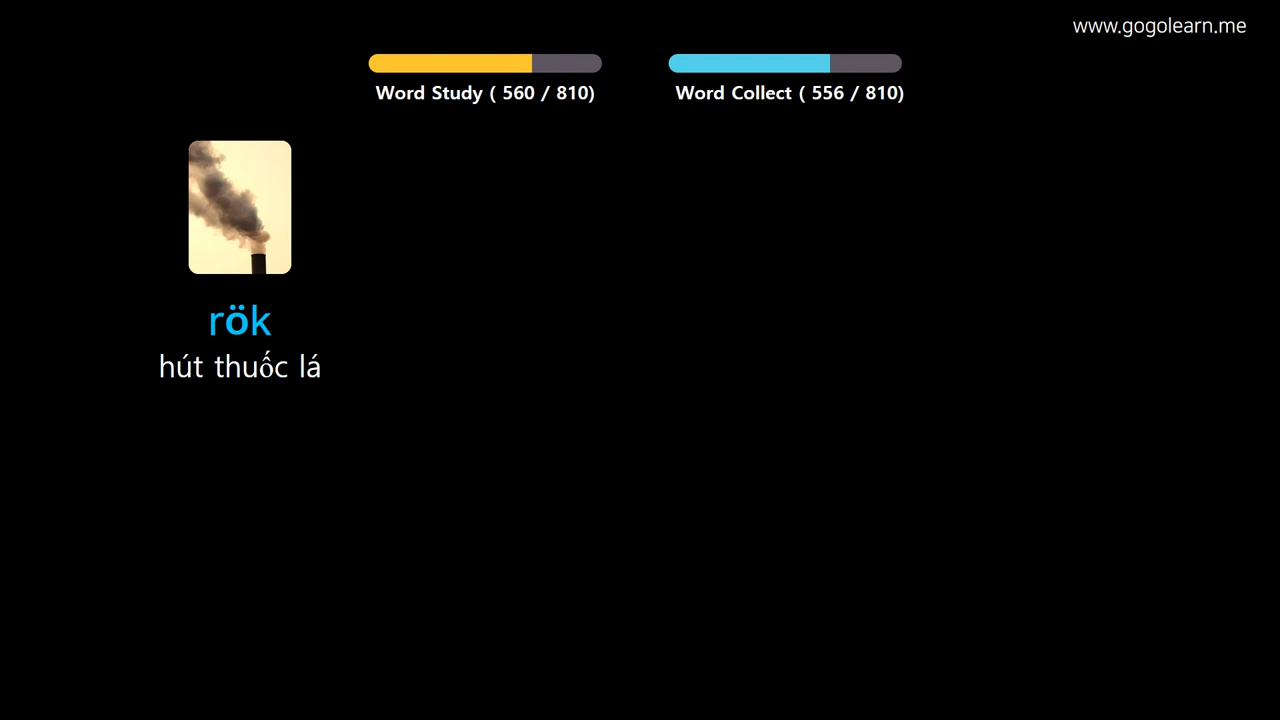 www.gogolearn.me
Word Study ( 560 / 810)
Word Collect ( 556 / 810)
rök
hút thuốc lá